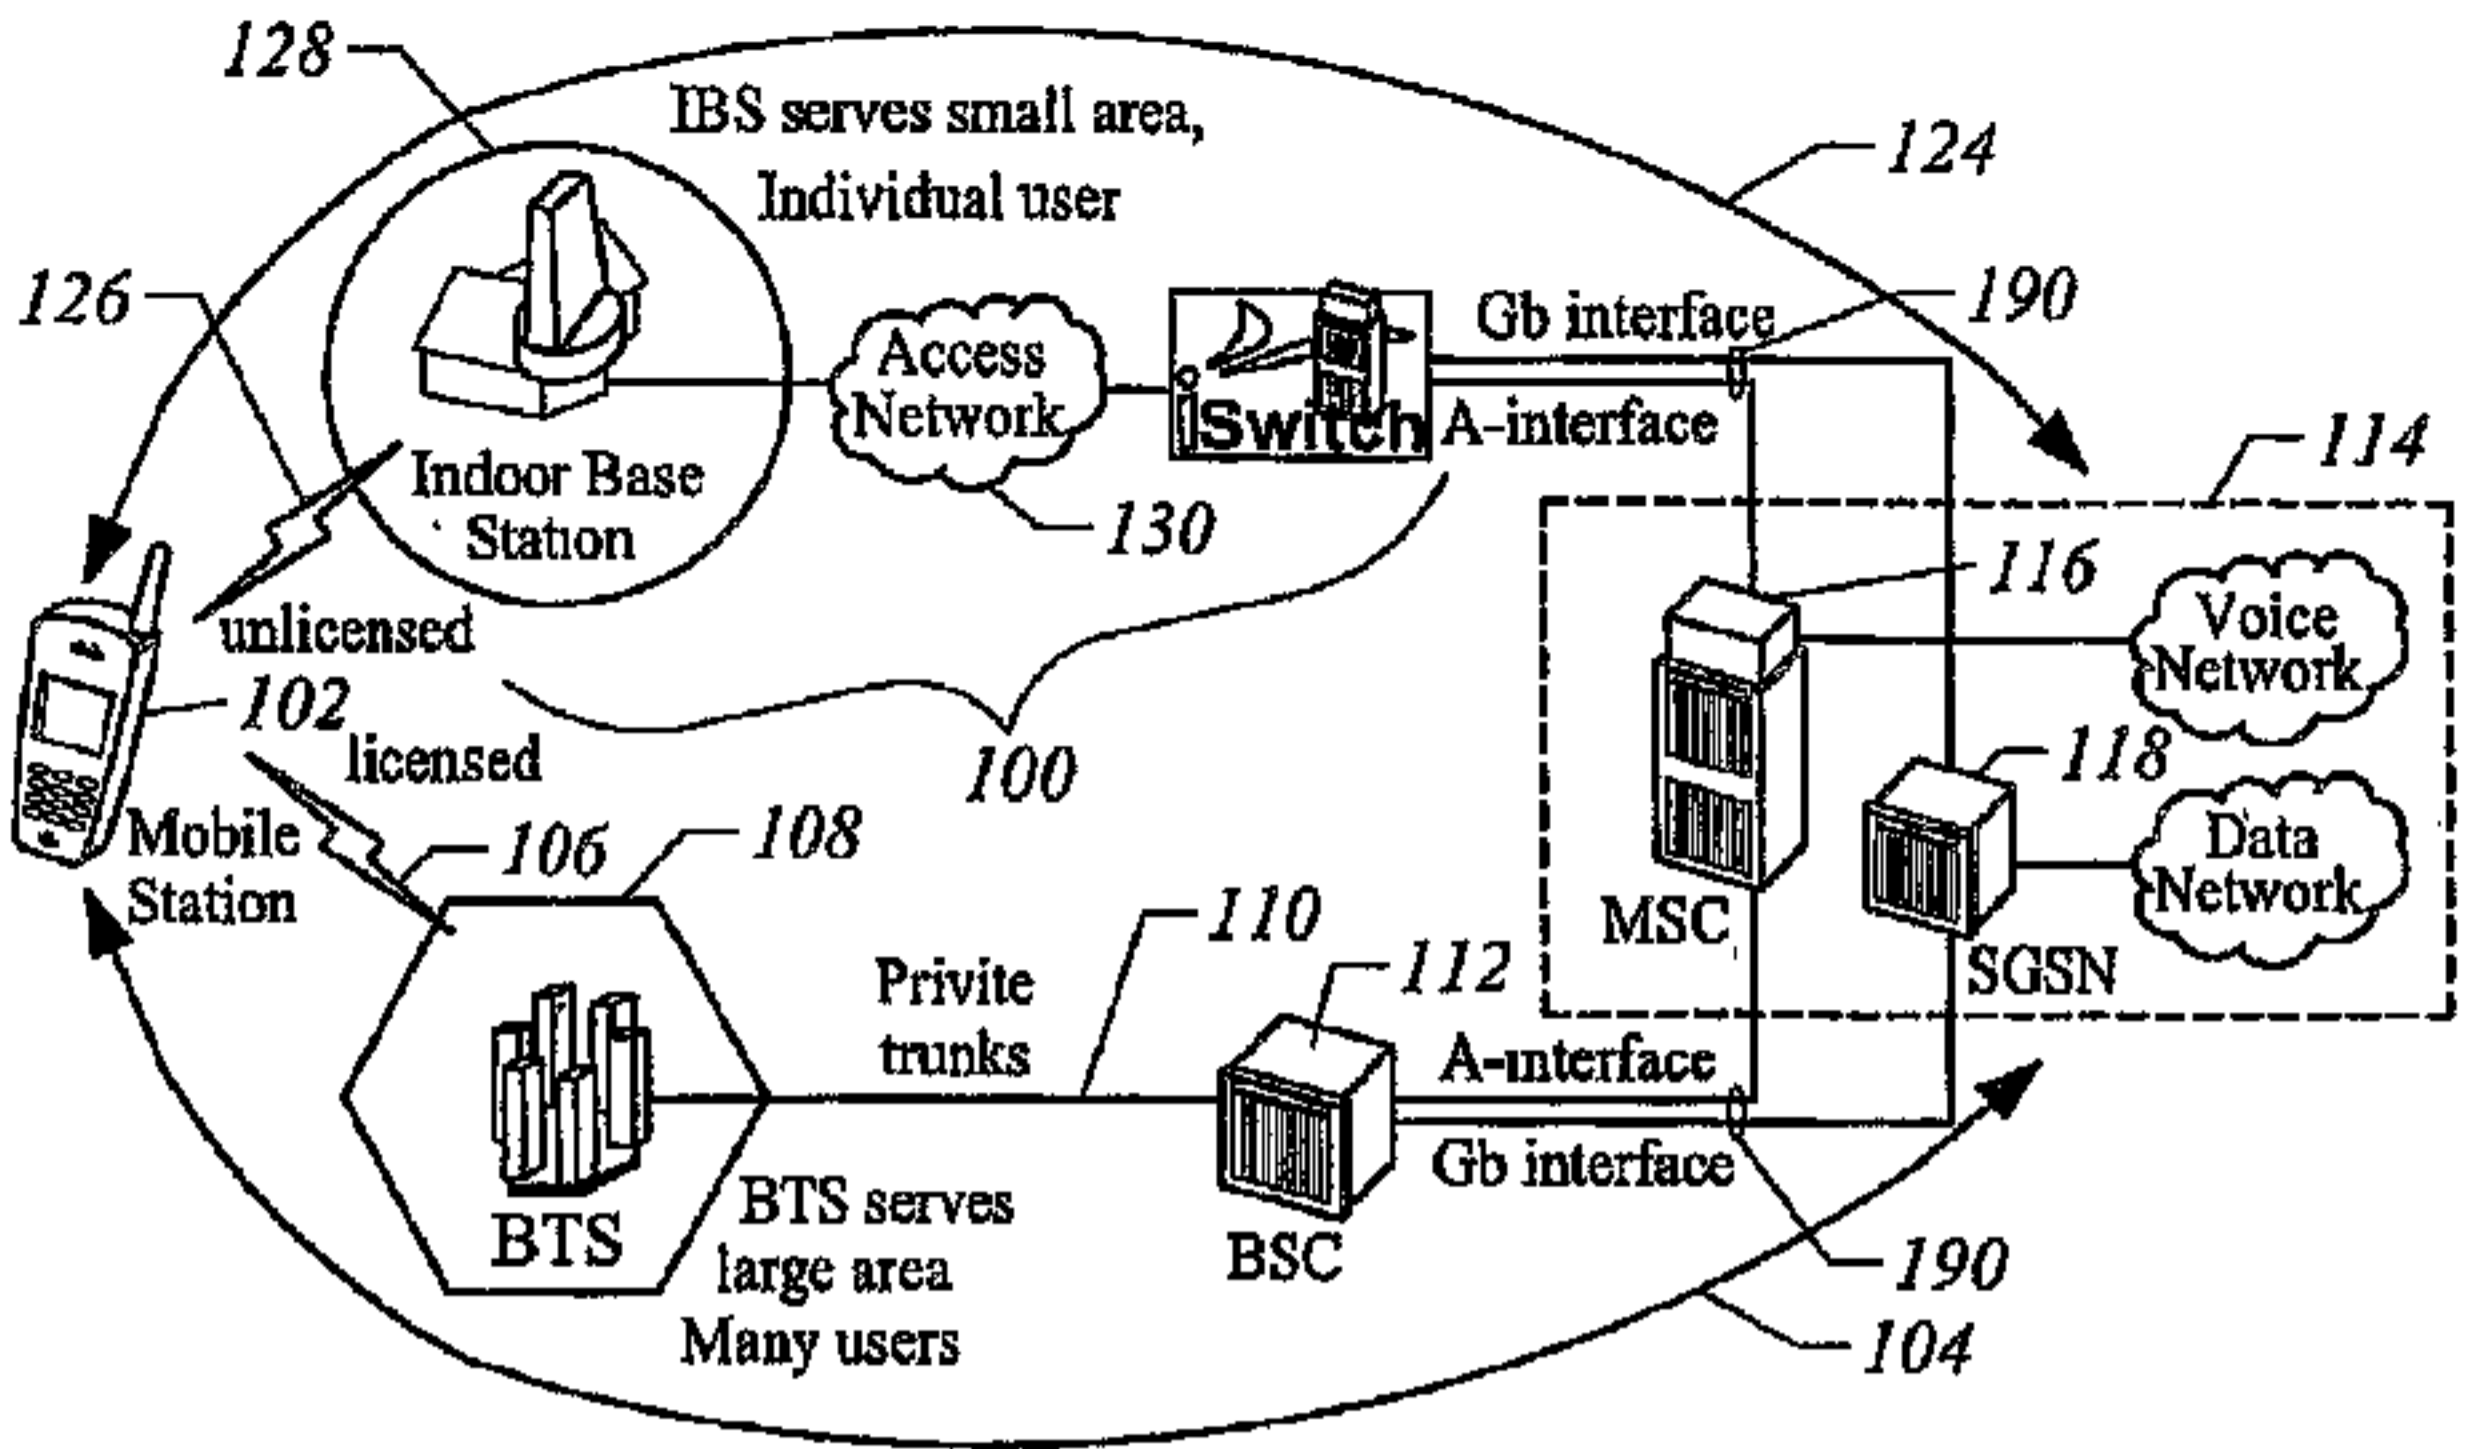 128
IBS serves small area,
Individual user
124
126
190
Gb interface
Access
Network
iSwitch
A-interface
114
Indoor Base
Station
130
116
Voice
Network
unlicensed
102
licensed
100
118
Mobile
Station
106
108
Data
Network
MSC
110
Privite
trunks
112
SGSN
A-interface
Gb interface
BTS
BTS serves
large area
Many users
BSC
190
104